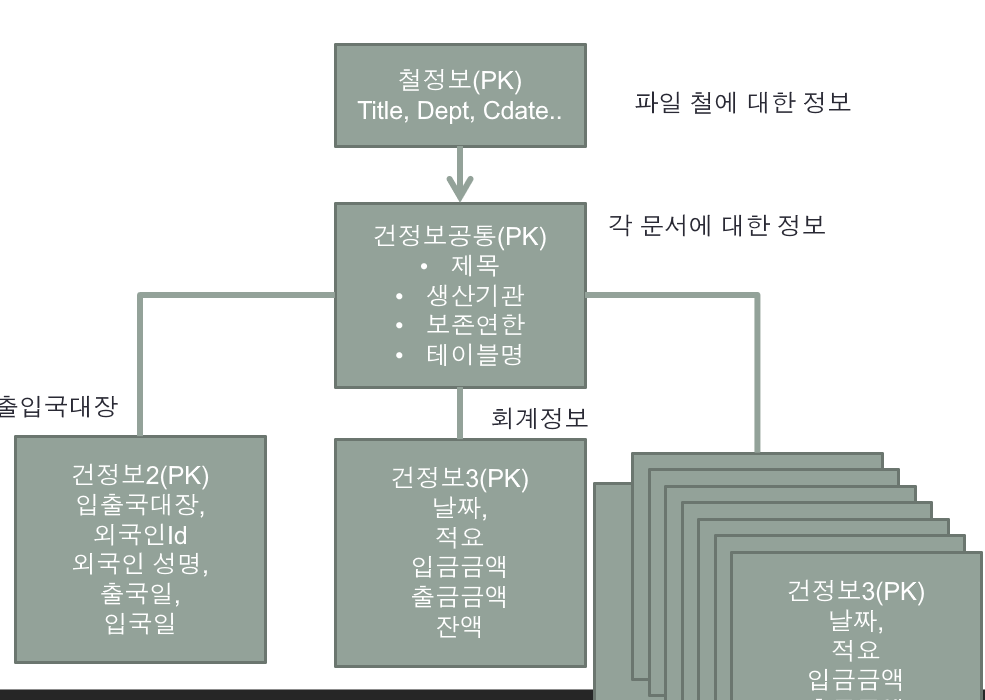 철정보(PK)
Title, Dept, Cdate..
파일 철에 대한 정보
건정보공통(PK)
• 제목
• 생산기관
• 보존연한
• 테이블명
각 문서에 대한 정보
출입국대장
회계정보
건정보2(PK)
입출국대장,
외국인Id
외국인 성명,
출국일,
입국일
건정보3(PK)
날짜,
적요
입금금액
출금금액
잔액
건정보3(PK)
날짜,
적요
입금금액